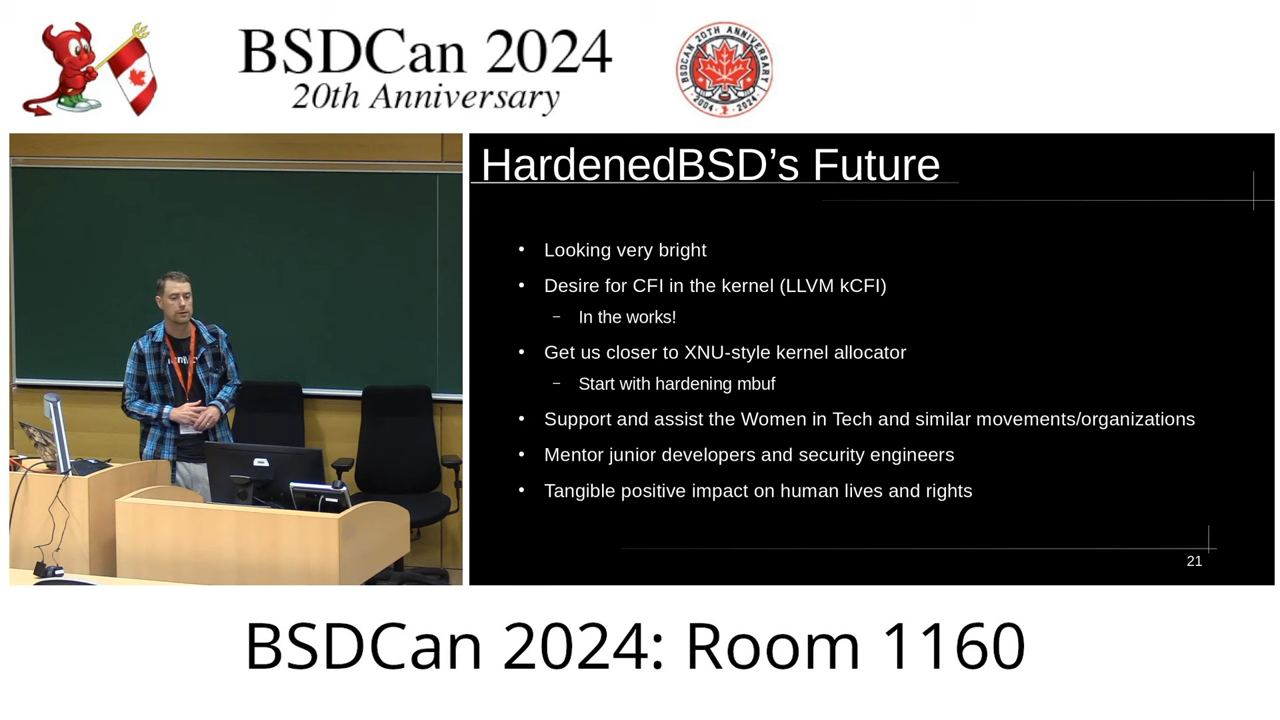 BSDCan 2024
20th Anniversary
BSDCAN 20TH ANNIVERSARY
2004 2024
HardenedBSD’s Future
• Looking very bright
• Desire for CFI in the kernel (LLVM kCFI)
– In the works!
• Get us closer to XNU-style kernel allocator
– Start with hardening mbuf
• Support and assist the Women in Tech and similar movements/organizations
• Mentor junior developers and security engineers
• Tangible positive impact on human lives and rights
21
BSDCan 2024: Room 1160